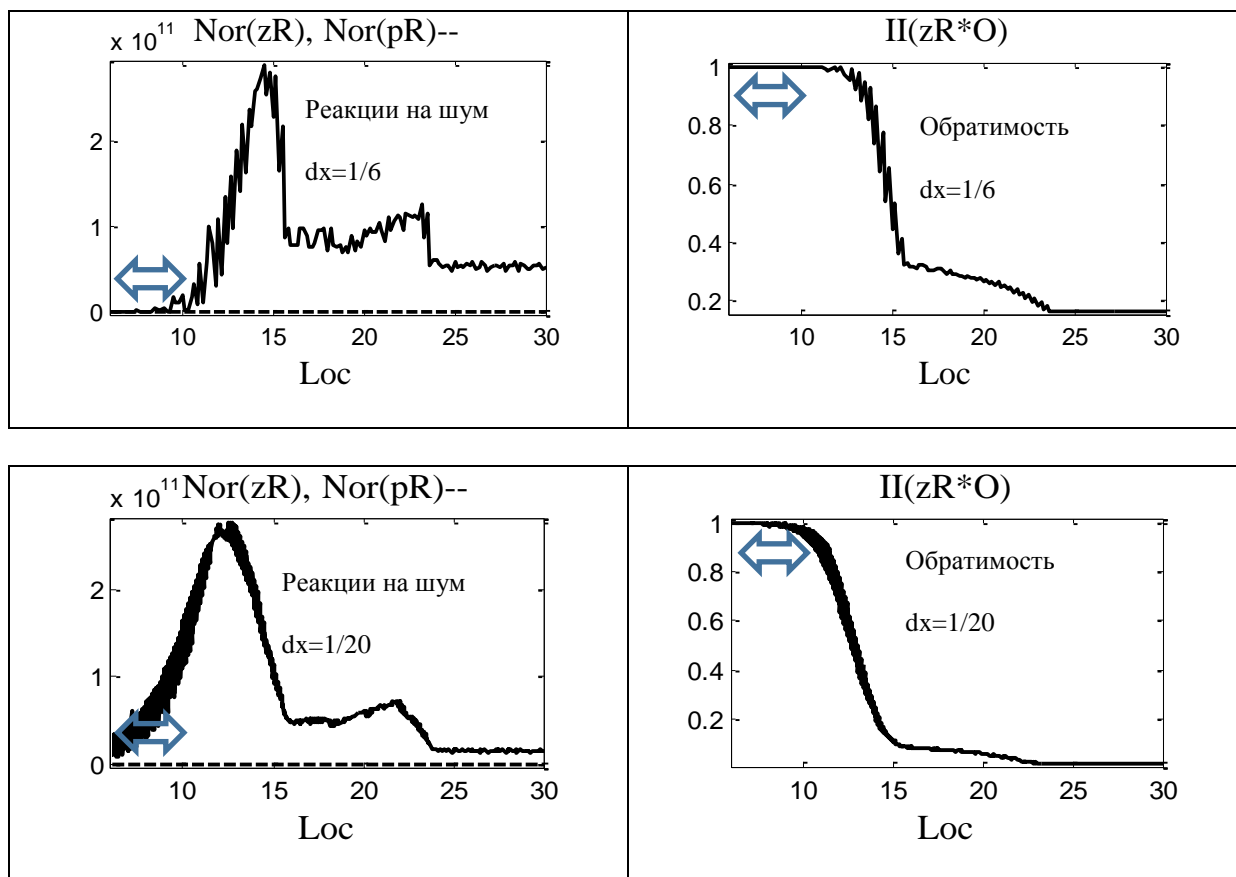 x 10^11 Nor(zR), Nor(pR)--
2
Реакции на шум
dx=1/6
1
0
10 15 20 25 30
Loc
II(zR*O)
1
0.8
Обратимость
0.6
dx=1/6
0.4
0.2
10 15 20 25 30
Loc
x 10^11 Nor(zR), Nor(pR)--
2
Реакции на шум
dx=1/20
1
0
10 15 20 25 30
Loc
II(zR*O)
1
0.8
Обратимость
0.6
dx=1/20
0.4
0.2
10 15 20 25 30
Loc